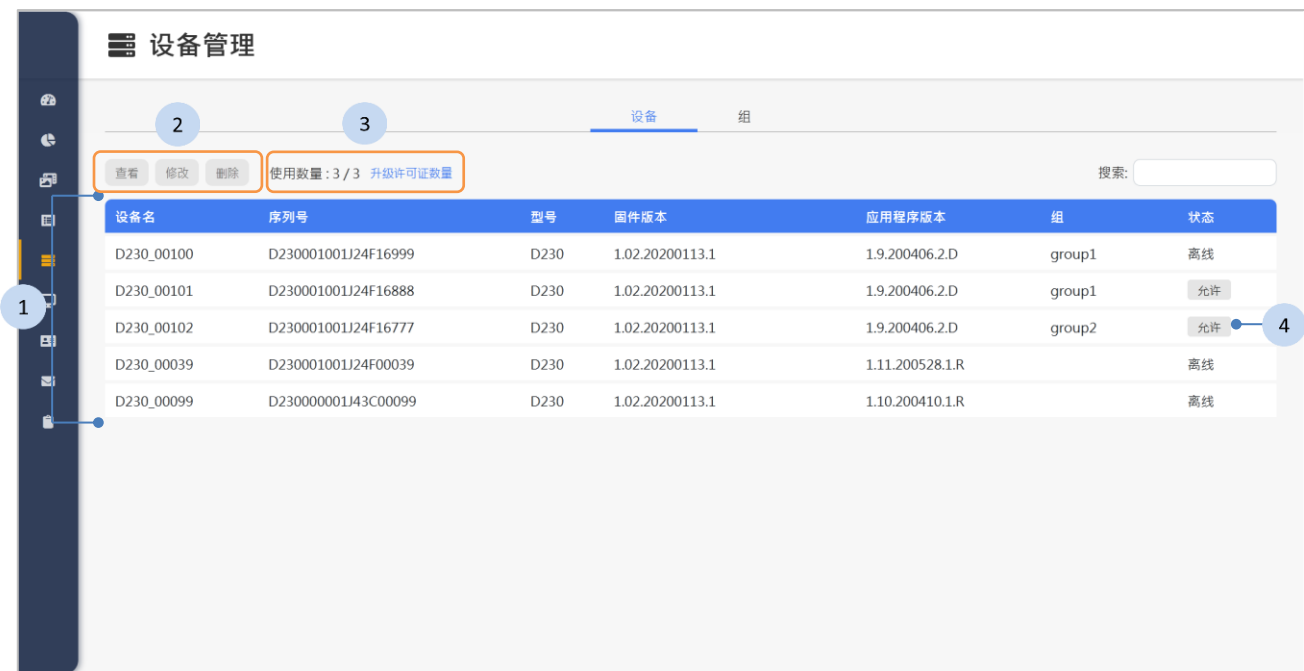 设备管理
设备 组
2 3
查看 修改 删除 使用数量 : 3 / 3 升级许可证数量 搜索:
设备名 序列号 型号 固件版本 应用程序版本 组 状态
D230_00100 D230001001J24F16999 D230 1.02.20200113.1 1.9.200406.2.D group1 离线
D230_00101 D230001001J24F16888 D230 1.02.20200113.1 1.9.200406.2.D group1 允许
1
D230_00102 D230001001J24F16777 D230 1.02.20200113.1 1.9.200406.2.D group2 允许 4
D230_00039 D230001001J24F00039 D230 1.02.20200113.1 1.11.200528.1.R 离线
D230_00099 D230000001J43C00099 D230 1.02.20200113.1 1.10.200410.1.R 离线